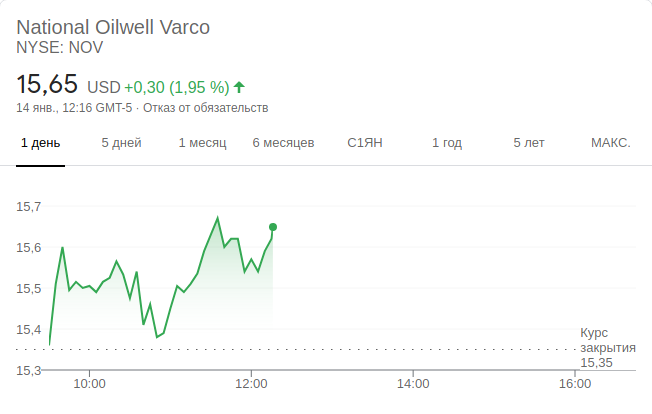 National Oilwell Varco
NYSE: NOV
15,65 USD +0,30 (1,95 %)
14 янв., 12:16 GMT-5 · Отказ от обязательств
1 день 5 дней 1 месяц 6 месяцев С1ЯН 1 год 5 лет МАКС.
15,7
15,6
15,5
15,4
Курс
закрытия
15,35
15,3
10:00 12:00 14:00 16:00